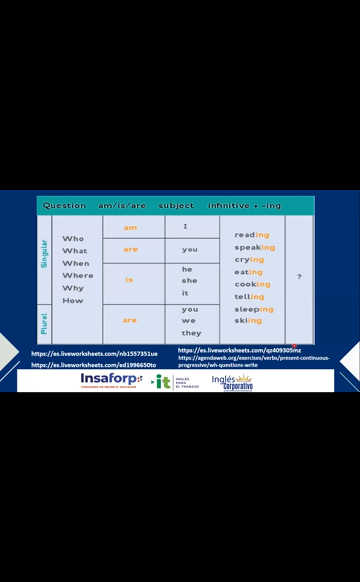 Question am/is/are subject infinitive + -ing
Singular
Who
What
When
Where
Why
How
am
I
are
you
is
he
she
it
Plural
are
you
we
they
reading
speaking
crying
eating
cooking
telling
sleeping
skiing
?
https://es.liveworksheets.com/nb1557351ue
https://es.liveworksheets.com/ed1996650to
https://es.liveworksheets.com/qz409305mz
https://agendaweb.org/exercises/verbs/present-continuous-
progressive/wh-questions-write
Insaforp
it
INGLÉS
PARA
EL TRABAJO
Inglés
Corporativo